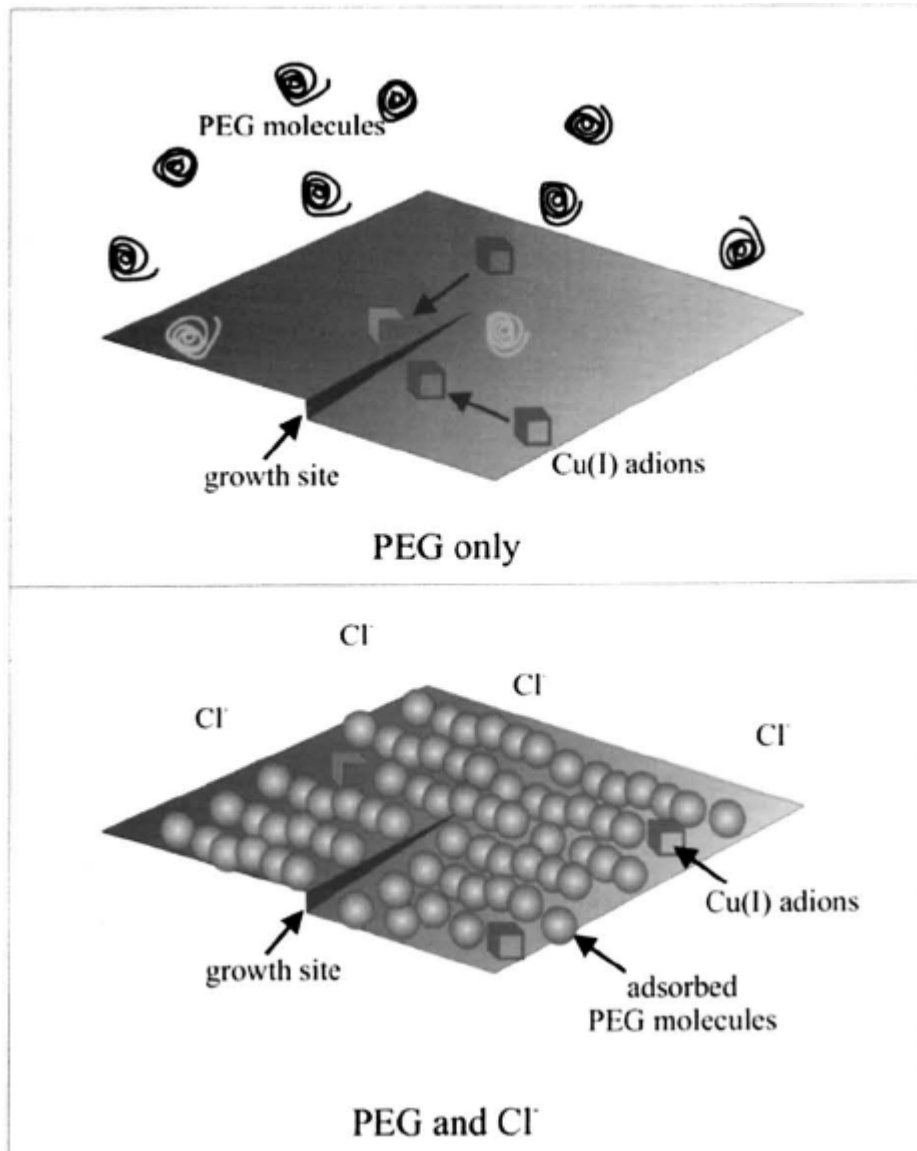 PEG molecules
growth site
Cu(I) adions
PEG only
Cl⁻
Cl⁻
Cl⁻
Cl⁻
Cu(I) adions
growth site
adsorbed
PEG molecules
PEG and Cl⁻